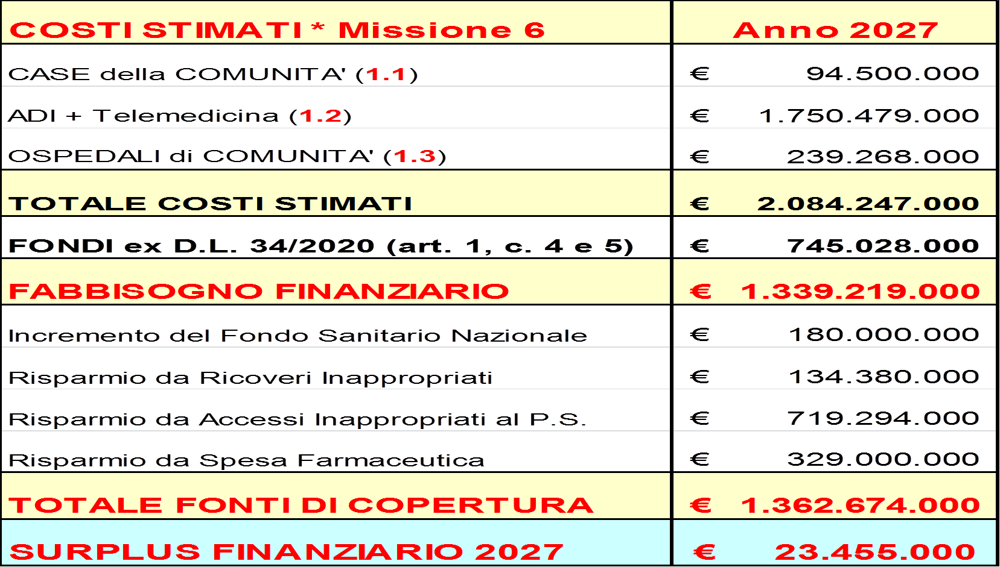 COSTI STIMATI * Missione 6 Anno 2027
CASE della COMUNITA' (1.1) € 94.500.000
ADI + Telemedicina (1.2) € 1.750.479.000
OSPEDALI di COMUNITA' (1.3) € 239.268.000
TOTALE COSTI STIMATI € 2.084.247.000
FONDI ex D.L. 34/2020 (art. 1, c. 4 e 5) € 745.028.000
FABBISOGNO FINANZIARIO € 1.339.219.000
Incremento del Fondo Sanitario Nazionale € 180.000.000
Risparmio da Ricoveri Inappropriati € 134.380.000
Risparmio da Accessi Inappropriati al P.S. € 719.294.000
Risparmio da Spesa Farmaceutica € 329.000.000
TOTALE FONTI DI COPERTURA € 1.362.674.000
SURPLUS FINANZIARIO 2027 € 23.455.000